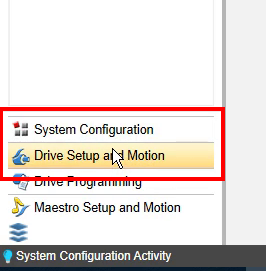 System Configuration
Drive Setup and Motion
Drive Programming
Maestro Setup and Motion
System Configuration Activity